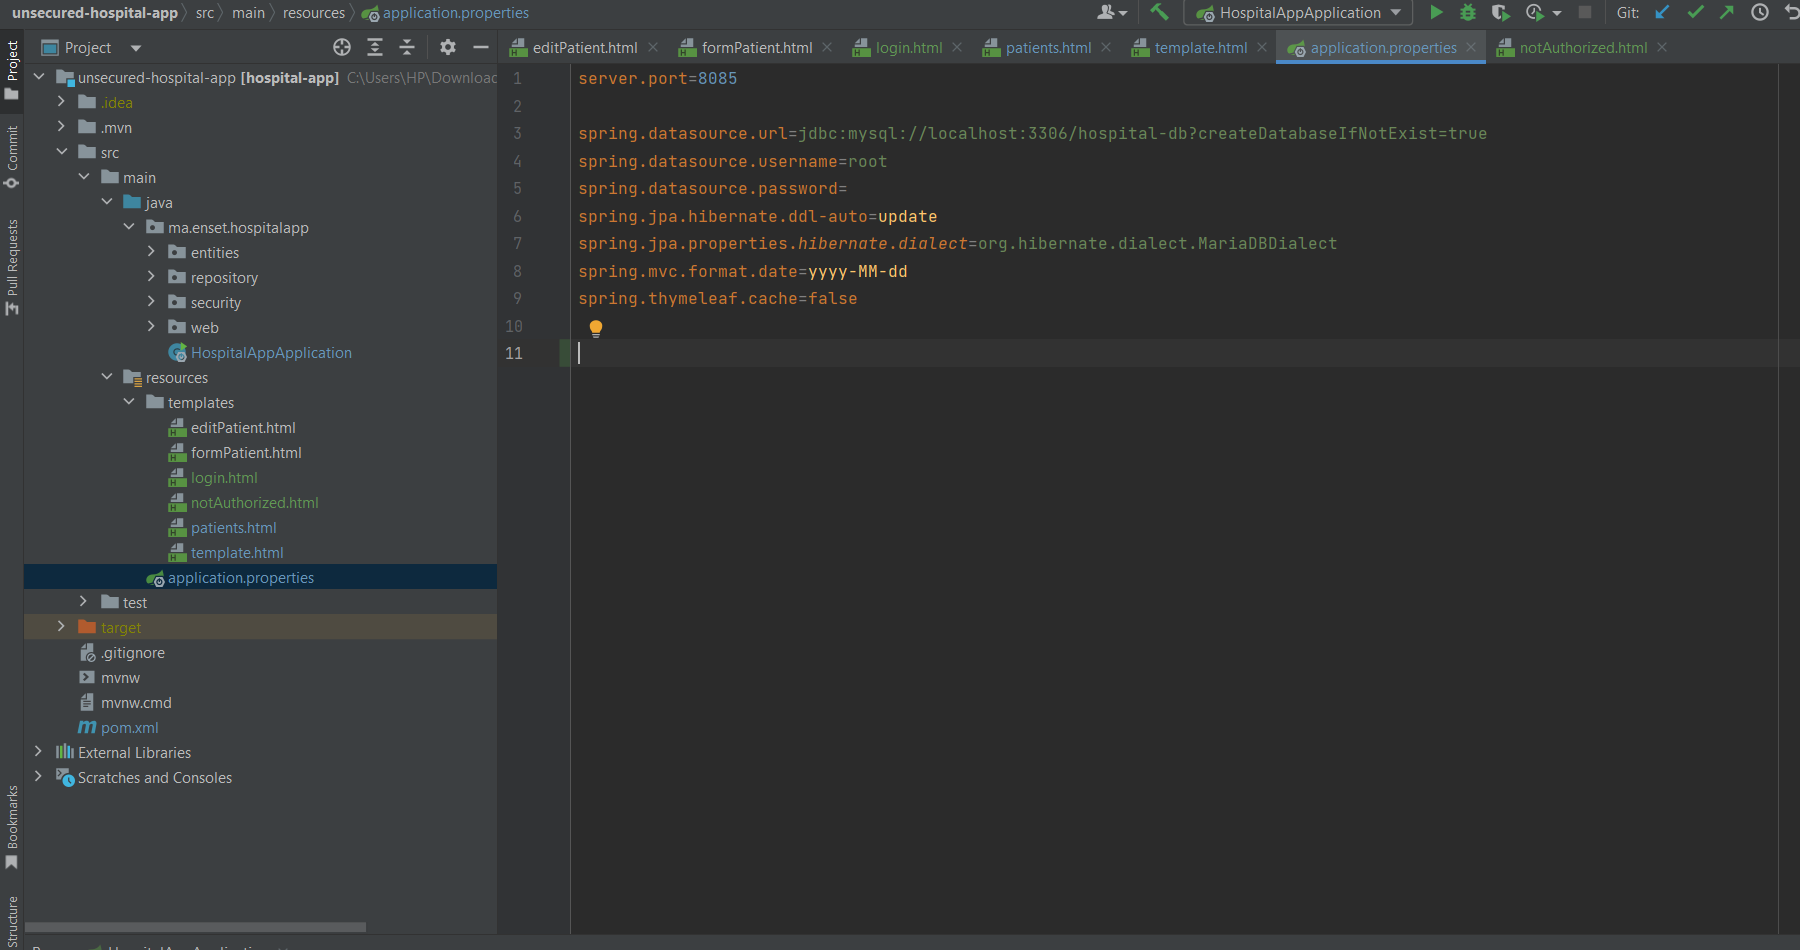 unsecured-hospital-app src main resources application.properties
HospitalAppApplication
Git:
Project
editPatient.html
formPatient.html
login.html
patients.html
template.html
application.properties
notAuthorized.html
Project
Commit
Pull Requests
Bookmarks
Structure
unsecured-hospital-app [hospital-app] C:\Users\HP\Downloac
.idea
.mvn
src
main
java
ma.enset.hospitalapp
entities
repository
security
web
HospitalAppApplication
resources
templates
editPatient.html
formPatient.html
login.html
notAuthorized.html
patients.html
template.html
application.properties
test
target
.gitignore
mvnw
mvnw.cmd
pom.xml
External Libraries
Scratches and Consoles
1 server.port=8085
2
3 spring.datasource.url=jdbc:mysql://localhost:3306/hospital-db?createDatabaseIfNotExist=true
4 spring.datasource.username=root
5 spring.datasource.password=
6 spring.jpa.hibernate.ddl-auto=update
7 spring.jpa.properties.hibernate.dialect=org.hibernate.dialect.MariaDBDialect
8 spring.mvc.format.date=yyyy-MM-dd
9 spring.thymeleaf.cache=false
10
11